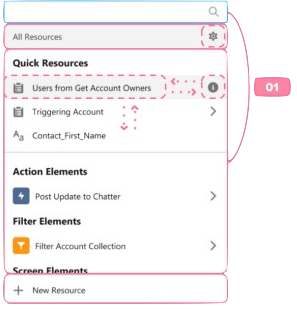 All Resources
Quick Resources
Users from Get Account Owners
Triggering Account
Aa Contact_First_Name
Action Elements
Post Update to Chatter
Filter Elements
Filter Account Collection
Screen Elements
New Resource
01